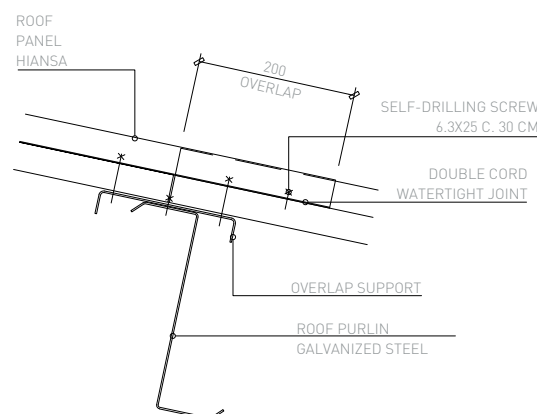 ROOF
PANEL
HIANSA
200
OVERLAP
SELF-DRILLING SCREW
6.3X25 C. 30 CM
DOUBLE CORD
WATERTIGHT JOINT
OVERLAP SUPPORT
ROOF PURLIN
GALVANIZED STEEL